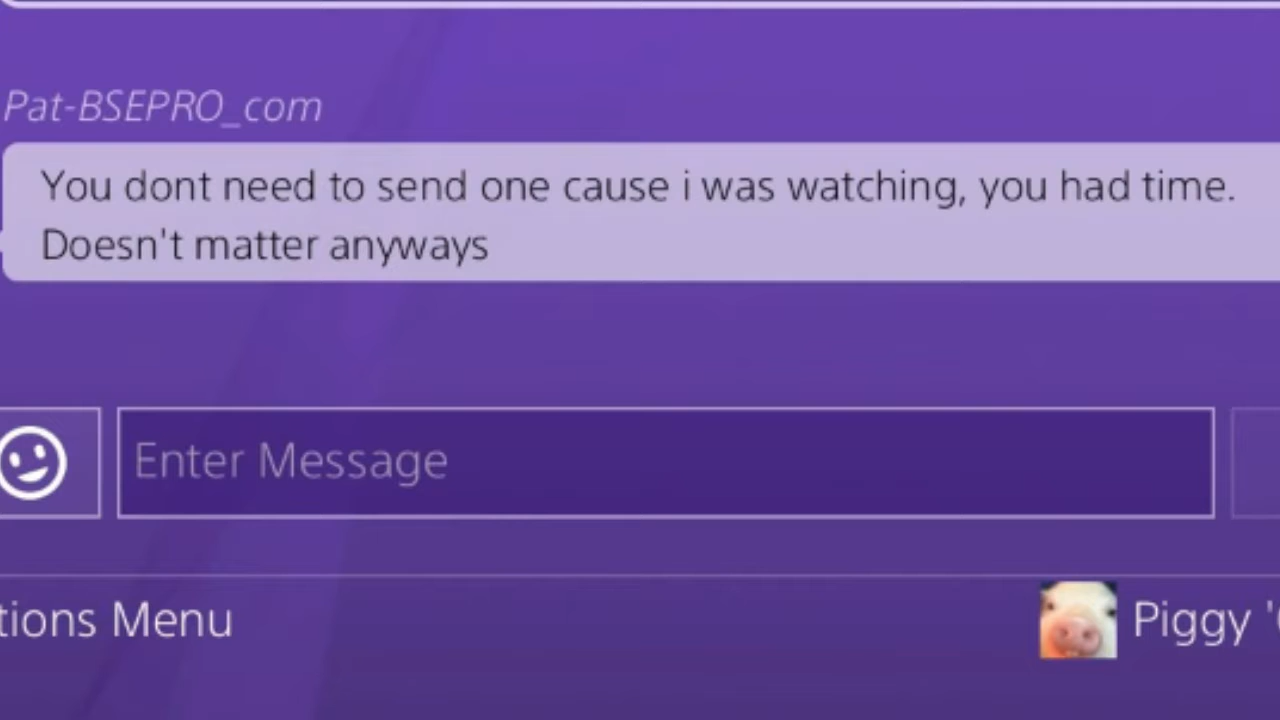 Pat-BSEPRO_com
You dont need to send one cause i was watching, you had time.
Doesn't matter anyways
Enter Message
tions Menu
Piggy '